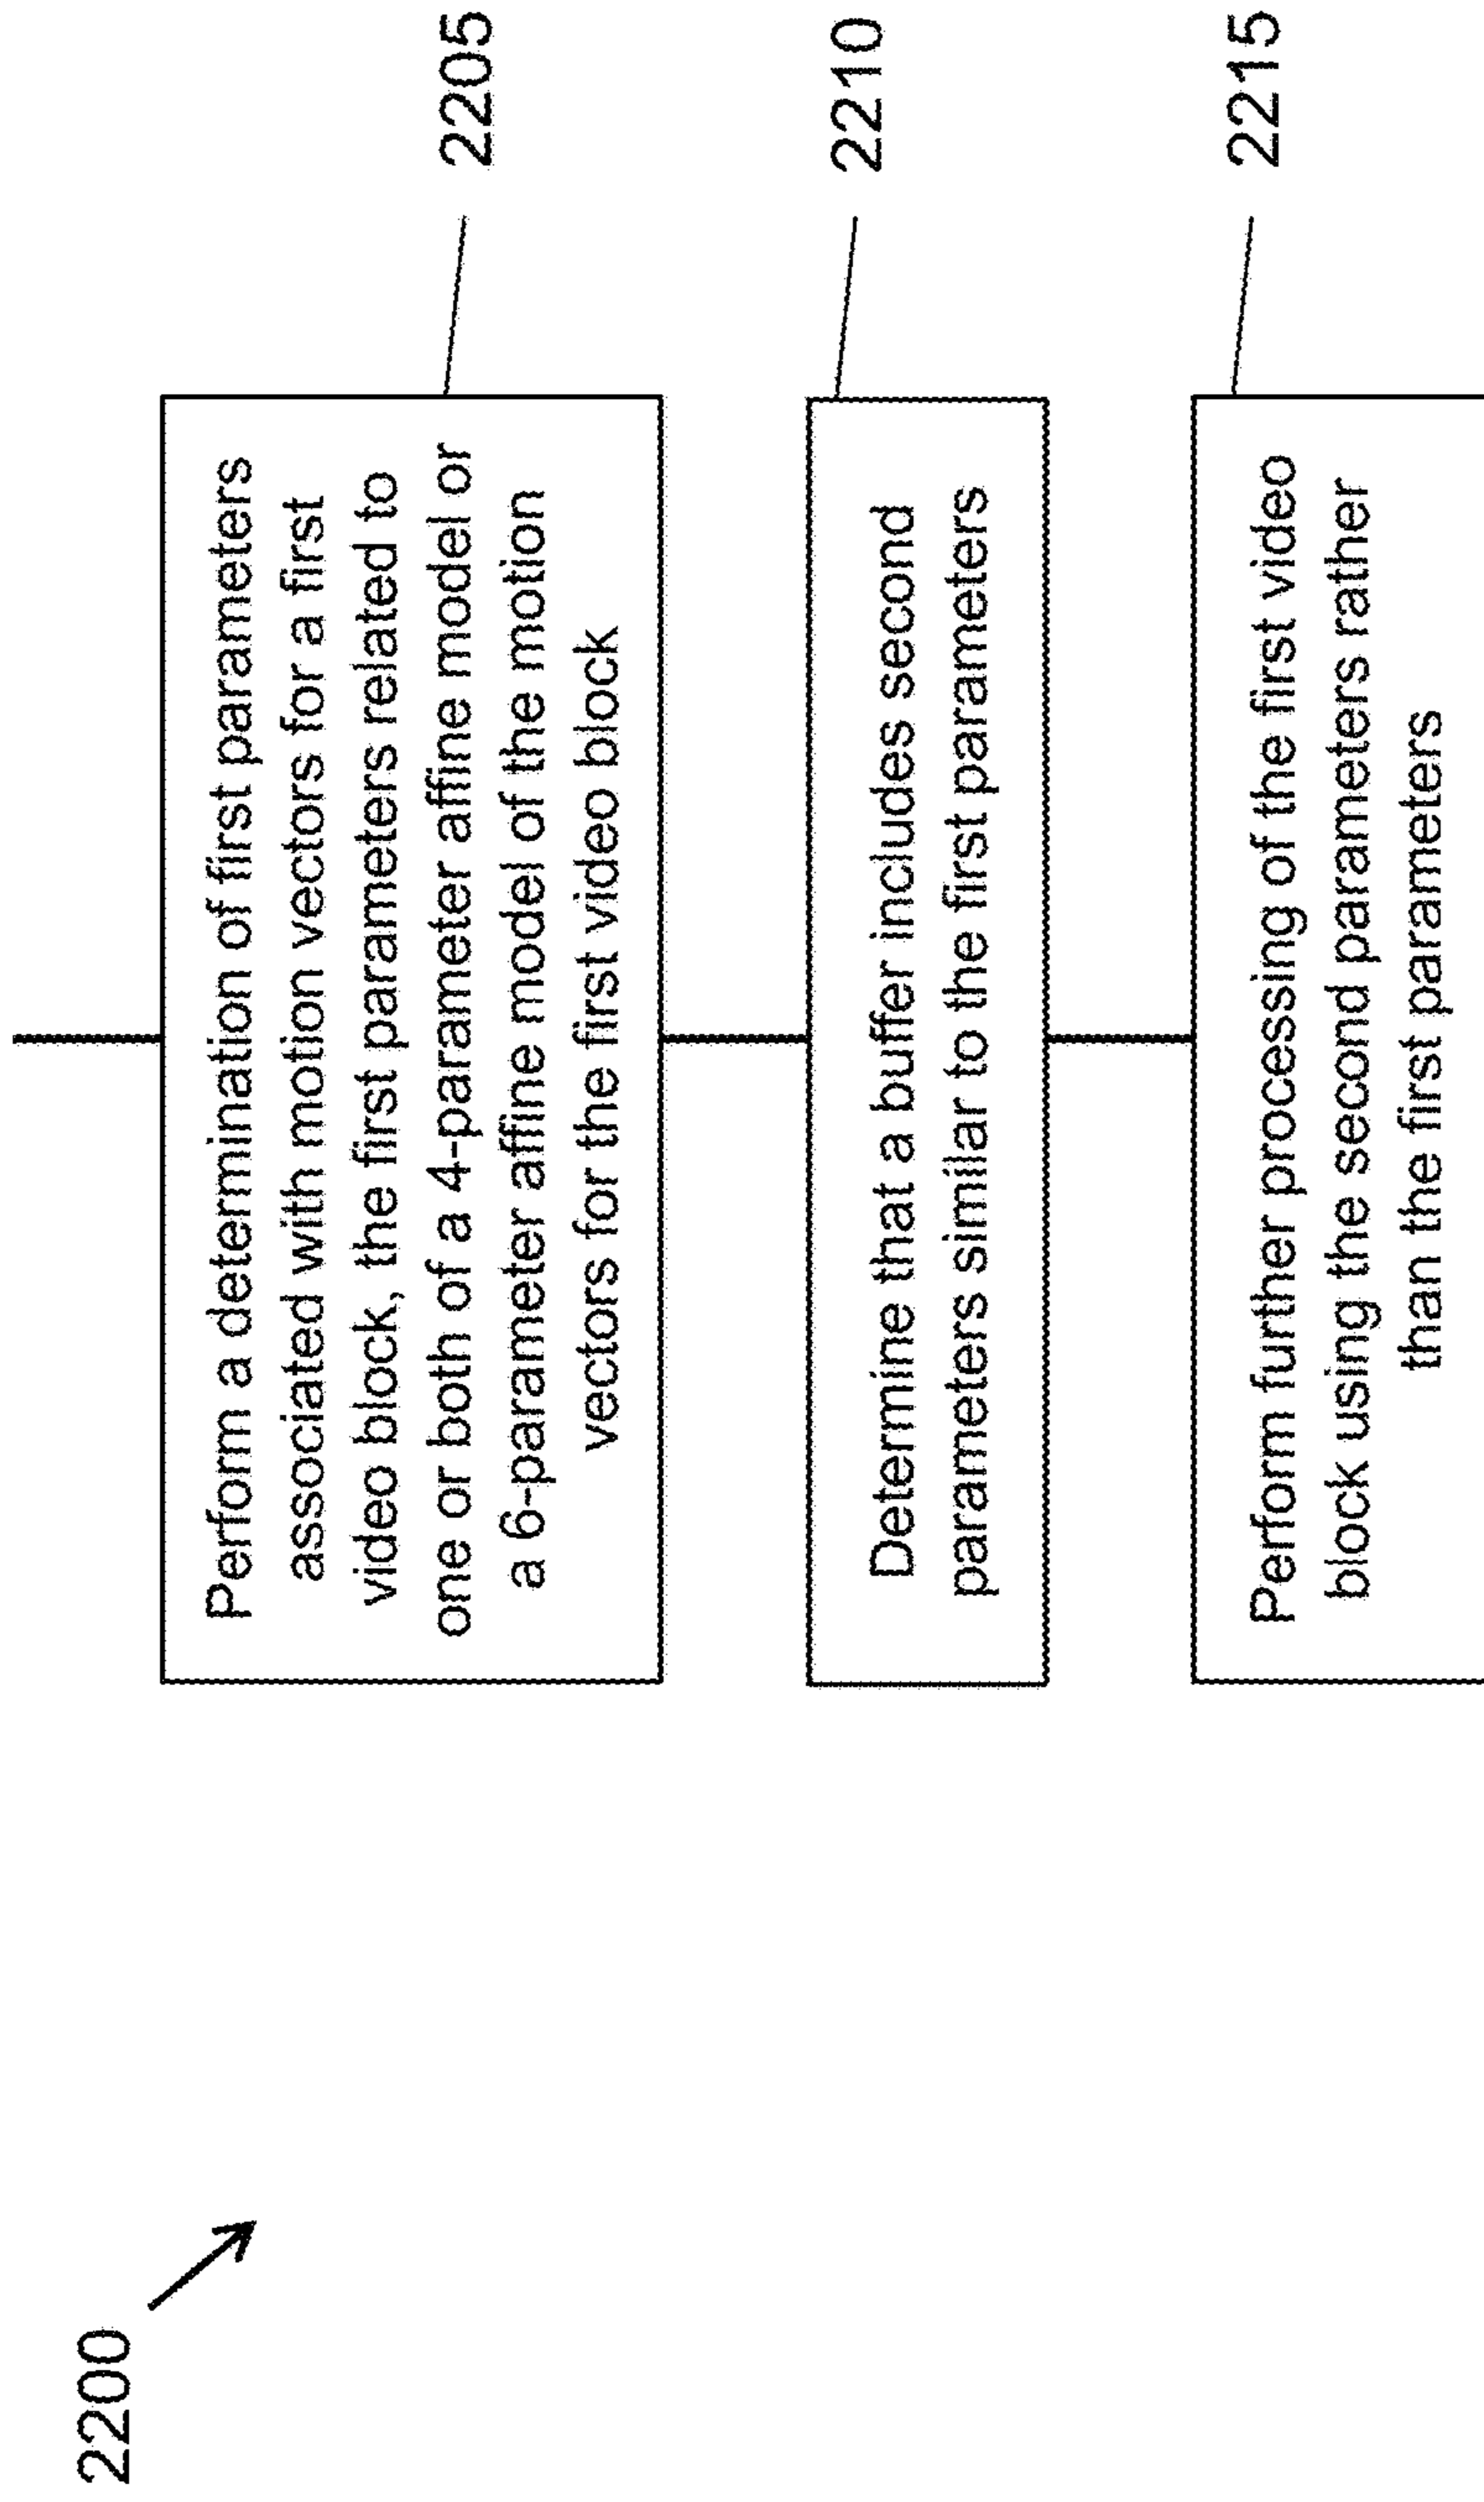 2200
Perform a determination of first parameters
associated with motion vectors for a first
video block, the first parameters related to
one or both of a 4-parameter affine model or
a 6-parameter affine model of the motion
vectors for the first video block
2205
Determine that a buffer includes second
parameters similar to the first parameters
2210
Perform further processing of the first video
block using the second parameters rather
than the first parameters
2215